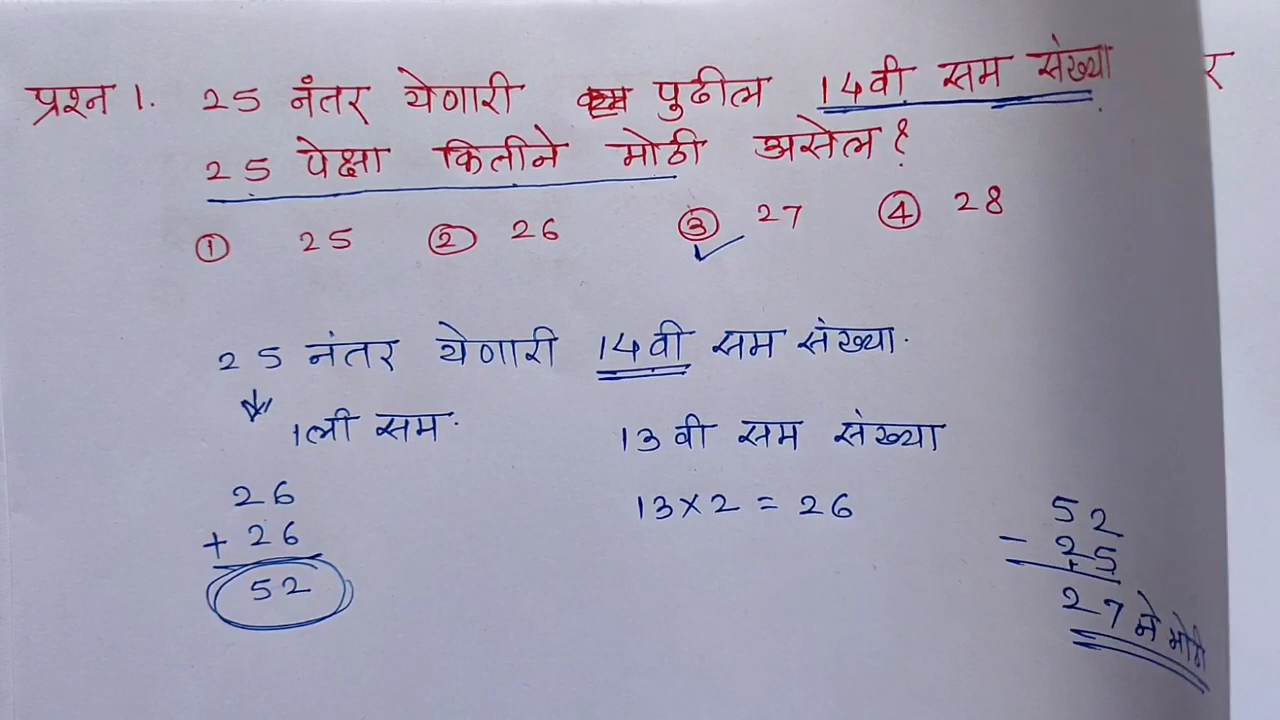 प्रश्न 1. 25 नंतर येणारी पुढील 14वी सम संख्या र
25 पेक्षा कितीने मोठी असेल?
① 25 ② 26 ③ 27 ④ 28
25 नंतर येणारी 14वी सम संख्या.
1ली सम. 13वी सम संख्या
26 13×2 = 26
+ 26
52
52
- 25
27 ने मोठी